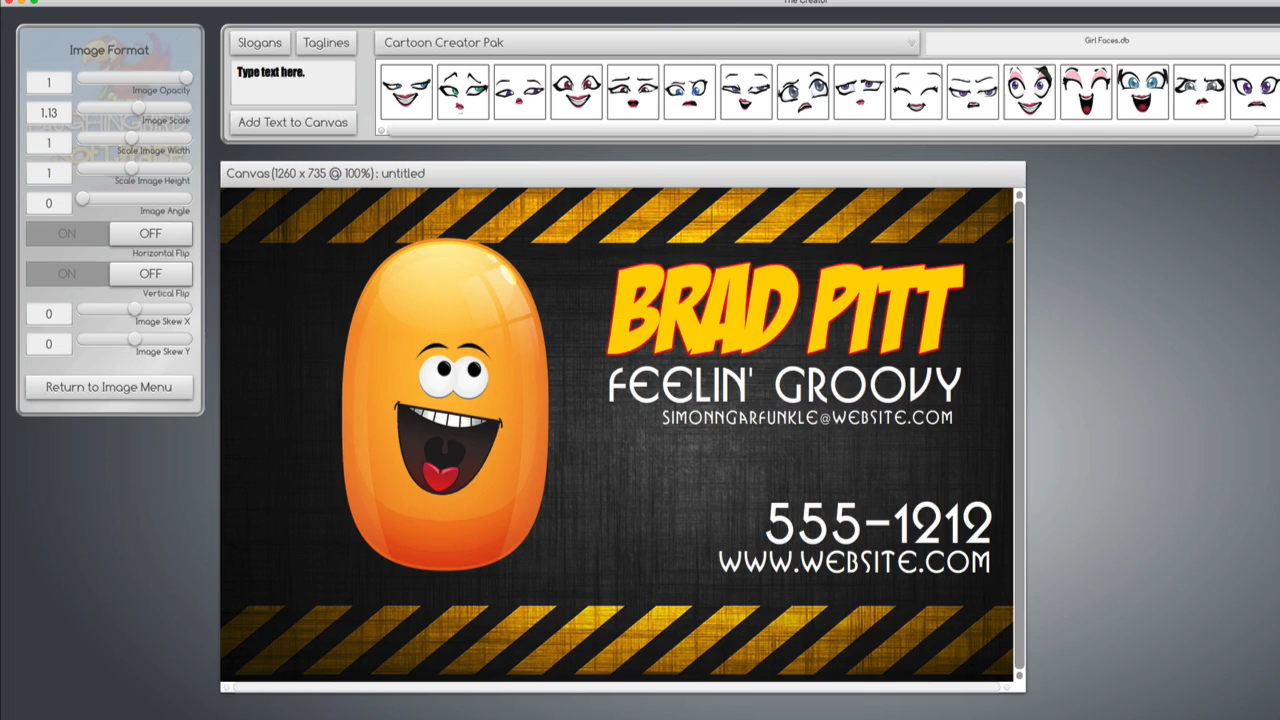 The Creator
Image Format
1
Image Opacity
1.13
Image Scale
1
Scale Image Width
1
Scale Image Height
0
Image Angle
ON OFF
Horizontal Flip
ON OFF
Vertical Flip
0
Image Skew X
0
Image Skew Y
Return to Image Menu
Slogans Taglines
Type text here.
Add Text to Canvas
Cartoon Creator Pak
Girl Faces.db
Canvas(1260 x 735 @ 100%) : untitled
BRAD PITT
FEELIN' GROOVY
SIMONNGARFUNKLE@WEBSITE.COM
555-1212
WWW.WEBSITE.COM